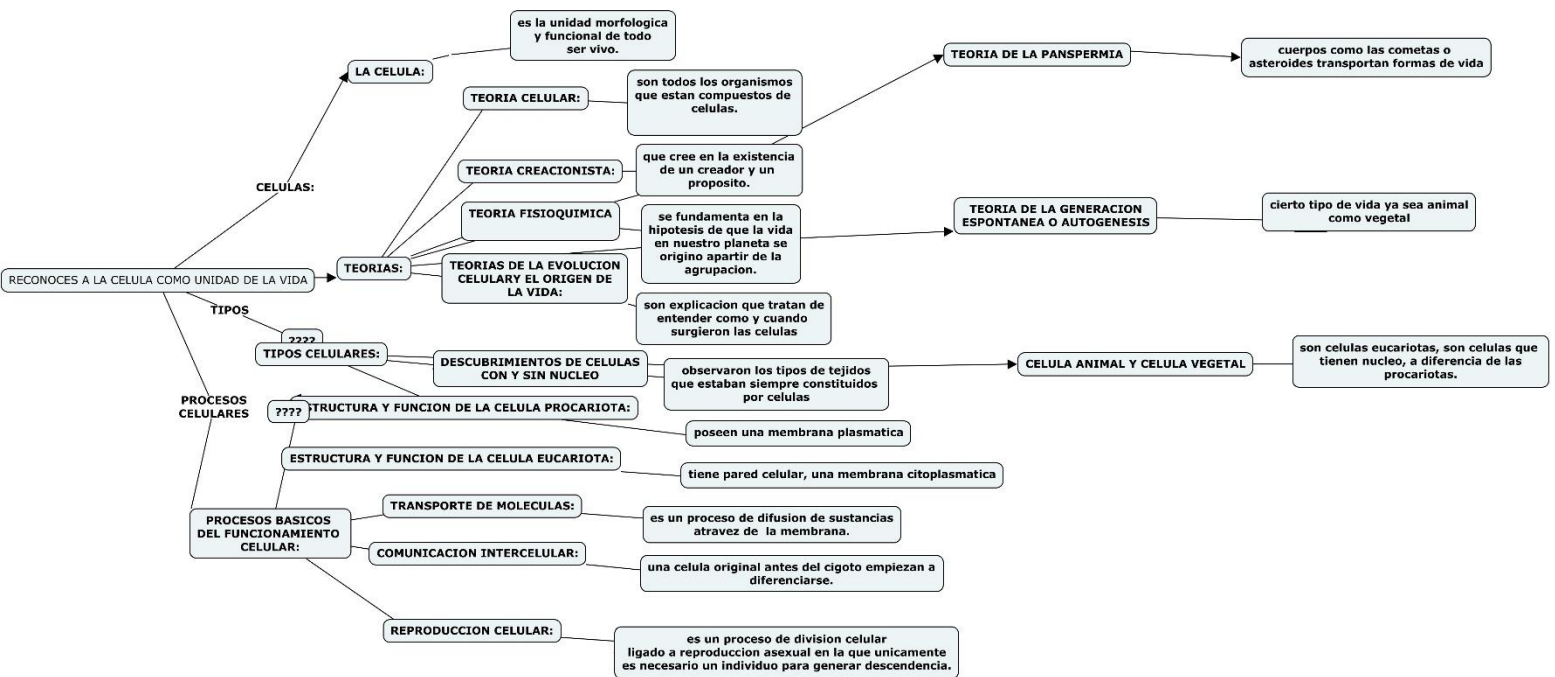 es la unidad morfologica
y funcional de todo
ser vivo.
LA CELULA:
TEORIA DE LA PANSPERMIA
cuerpos como las cometas o
asteroides transportan formas de vida
TEORIA CELULAR:
son todos los organismos
que estan compuestos de
celulas.
TEORIA CREACIONISTA:
que cree en la existencia
de un creador y un
proposito.
CELULAS:
TEORIA FISIOQUIMICA
se fundamenta en la
hipotesis de que la vida
en nuestro planeta se
origino apartir de la
agrupacion.
TEORIA DE LA GENERACION
ESPONTANEA O AUTOGENESIS
cierto tipo de vida ya sea animal
como vegetal
RECONOCES A LA CELULA COMO UNIDAD DE LA VIDA
TEORIAS:
TEORIAS DE LA EVOLUCION
CELULARY EL ORIGEN DE
LA VIDA:
son explicacion que tratan de
entender como y cuando
surgieron las celulas
TIPOS
????
TIPOS CELULARES:
DESCUBRIMIENTOS DE CELULAS
CON Y SIN NUCLEO
observaron los tipos de tejidos
que estaban siempre constituidos
por celulas
CELULA ANIMAL Y CELULA VEGETAL
son celulas eucariotas, son celulas que
tienen nucleo, a diferencia de las
procariotas.
PROCESOS
CELULARES
????
STRUCTURA Y FUNCION DE LA CELULA PROCARIOTA:
poseen una membrana plasmatica
ESTRUCTURA Y FUNCION DE LA CELULA EUCARIOTA:
tiene pared celular, una membrana citoplasmatica
PROCESOS BASICOS
DEL FUNCIONAMIENTO
CELULAR:
TRANSPORTE DE MOLECULAS:
es un proceso de difusion de sustancias
atravez de la membrana.
COMUNICACION INTERCELULAR:
una celula original antes del cigoto empiezan a
diferenciarse.
REPRODUCCION CELULAR:
es un proceso de division celular
ligado a reproduccion asexual en la que unicamente
es necesario un individuo para generar descendencia.